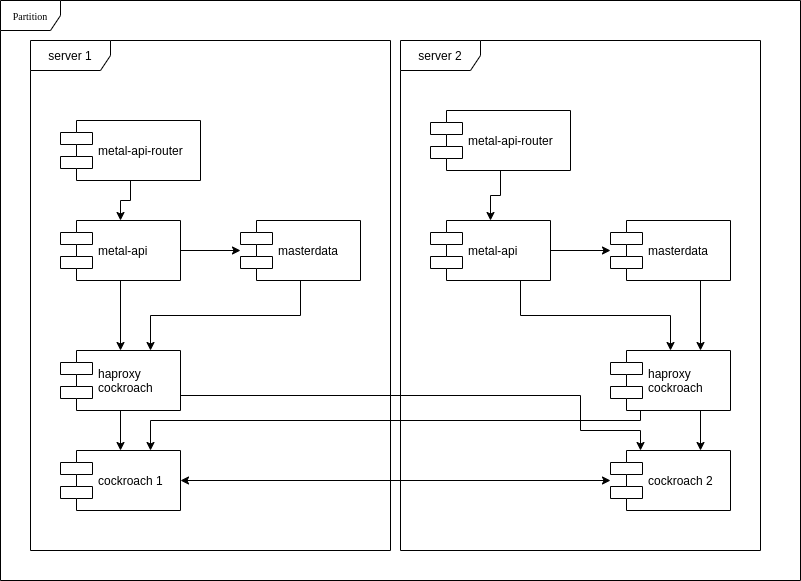 Partition
server 1
server 2
metal-api-router
metal-api-router
metal-api
masterdata
metal-api
masterdata
haproxy
cockroach
haproxy
cockroach
cockroach 1
cockroach 2